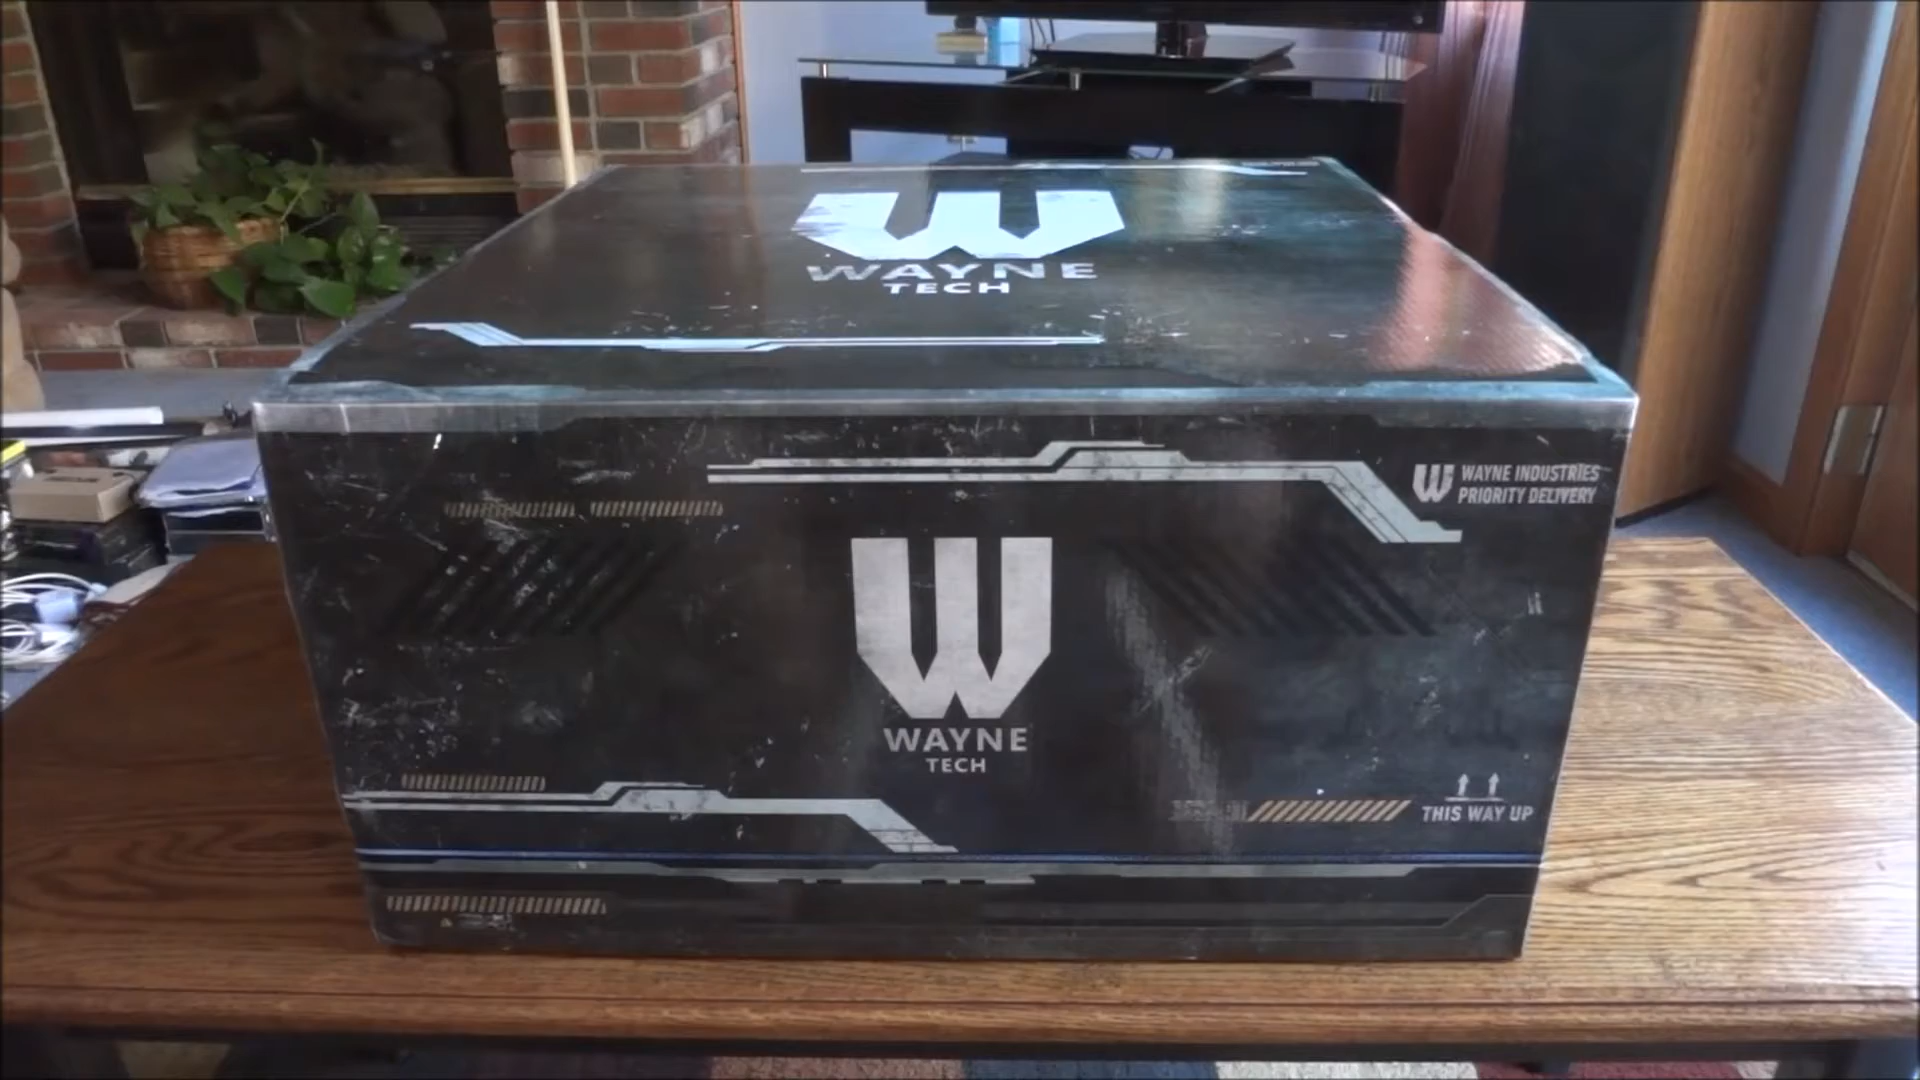 WAYNE
TECH
WAYNE INDUSTRIES
PRIORITY DELIVERY
WAYNE
TECH
THIS WAY UP